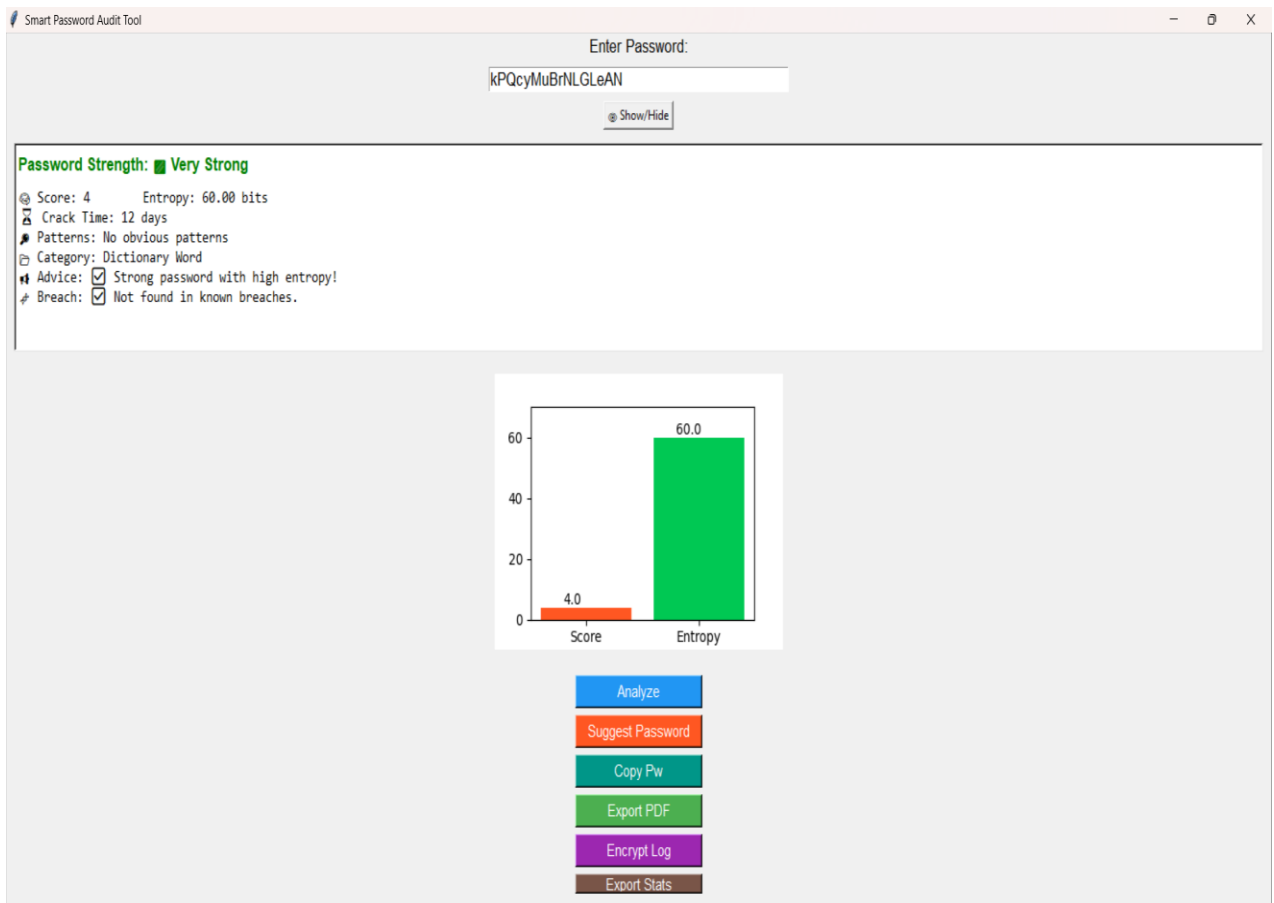 Smart Password Audit Tool
Enter Password:
kPQcyMuBrNLGLeAN
Show/Hide
Password Strength: Very Strong
Score: 4 Entropy: 60.00 bits
Crack Time: 12 days
Patterns: No obvious patterns
Category: Dictionary Word
Advice: Strong password with high entropy!
Breach: Not found in known breaches.
60.0
60
40
20
4.0
0
Score Entropy
Analyze
Suggest Password
Copy Pw
Export PDF
Encrypt Log
Export Stats